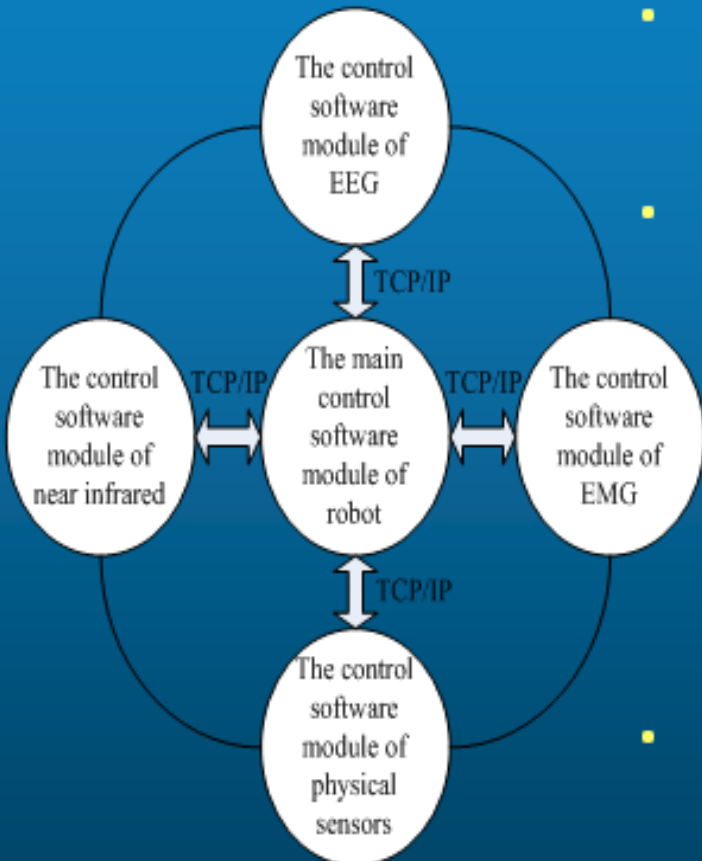 The control
software
module of
EEG
TCP/IP
The control
software
module of
near infrared
TCP/IP
The main
control
software
module of
robot
TCP/IP
The control
software
module of
EMG
TCP/IP
The control
software
module of
physical
sensors